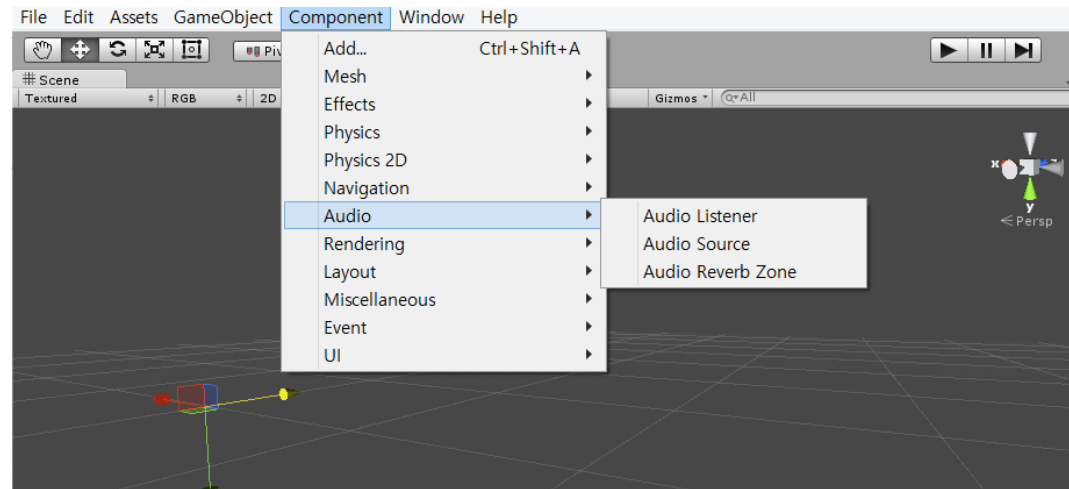 File Edit Assets GameObject Component Window Help
Piv
# Scene
Textured RGB 2D Gizmos All
Add... Ctrl+Shift+A
Mesh
Effects
Physics
Physics 2D
Navigation
Audio
Rendering
Layout
Miscellaneous
Event
UI
Audio Listener
Audio Source
Audio Reverb Zone
x
y
Persp